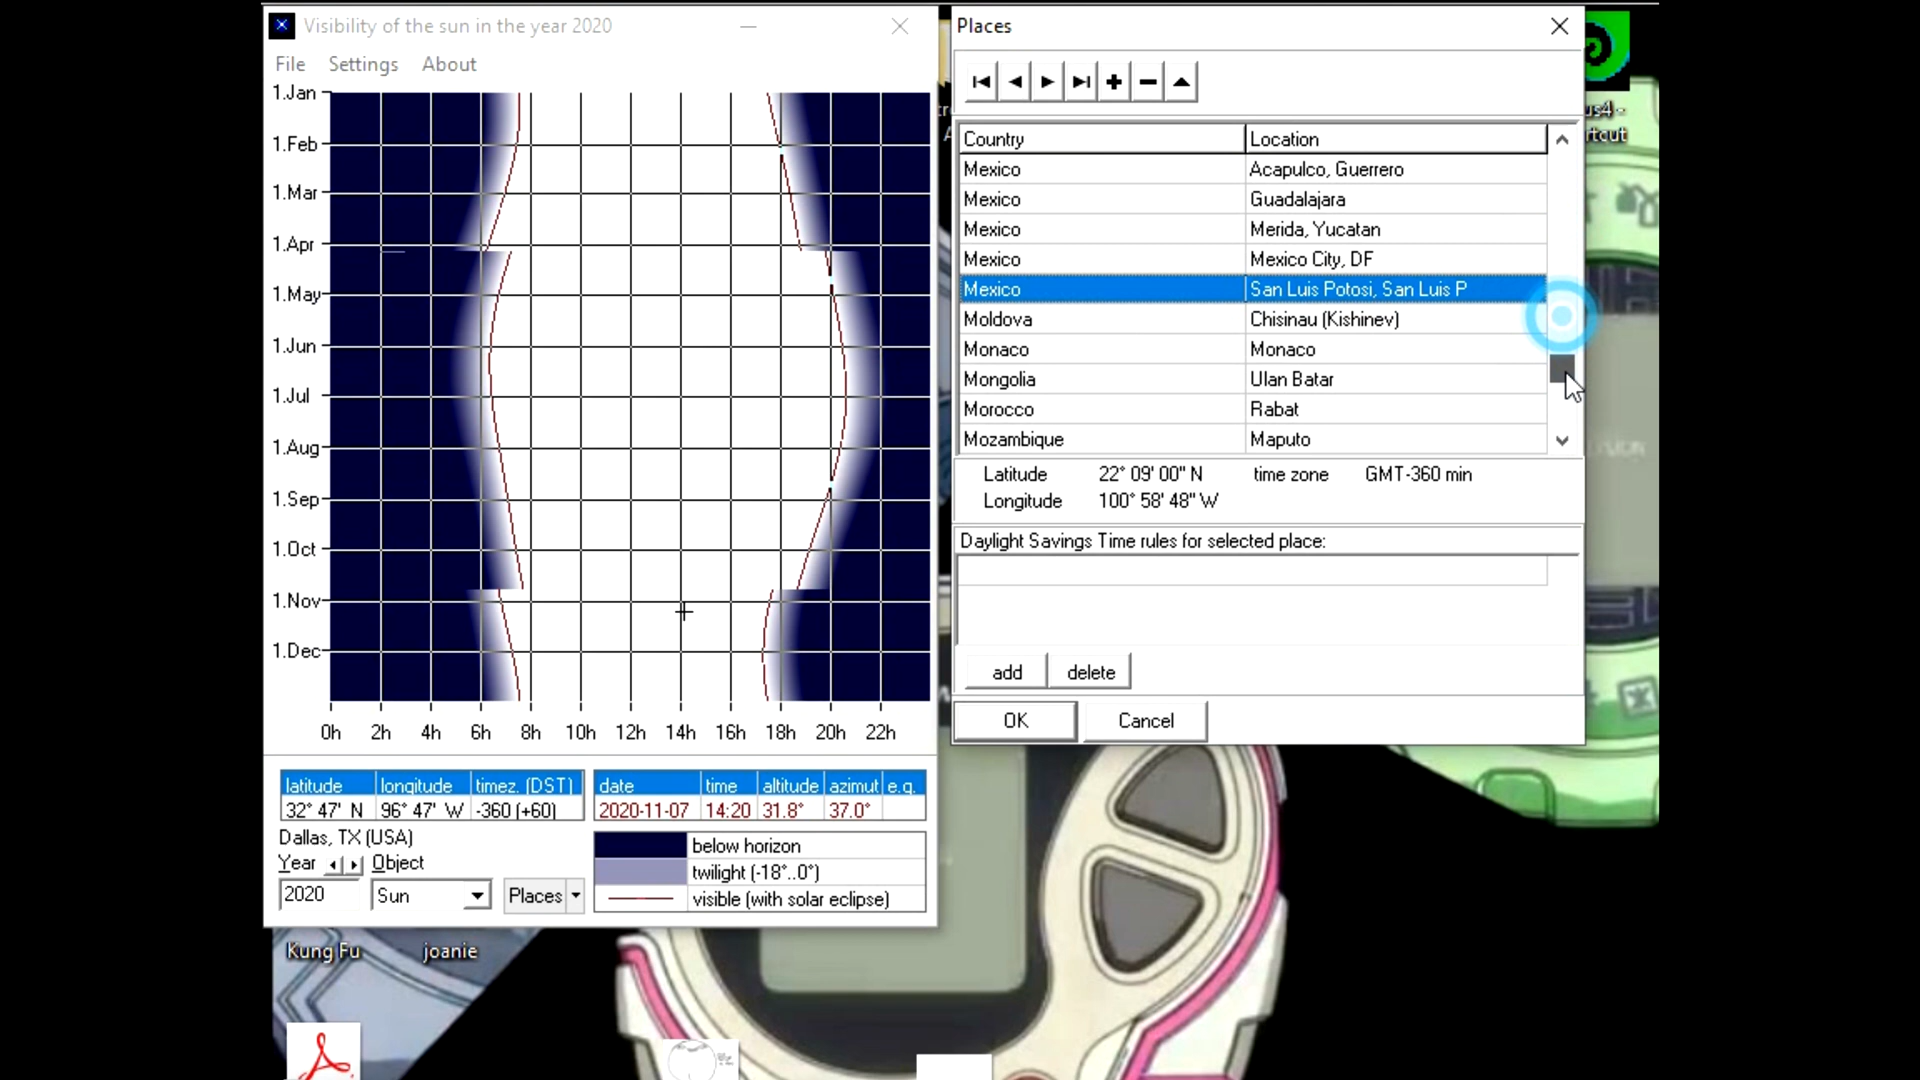 Visibility of the sun in the year 2020
File Settings About
1.Jan
1.Feb
1.Mar
1.Apr
1.May
1.Jun
1.Jul
1.Aug
1.Sep
1.Oct
1.Nov
1.Dec
0h 2h 4h 6h 8h 10h 12h 14h 16h 18h 20h 22h
latitude longitude timez. (DST)
32° 47' N 96° 47' W -360 (+60)
Dallas, TX (USA)
Year Object
2020 Sun Places
date time altitude azimut e.q.
2020-11-07 14:20 31.8° 37.0°
below horizon
twilight (-18°..0°)
visible (with solar eclipse)
Places
Country Location
Mexico Acapulco, Guerrero
Mexico Guadalajara
Mexico Merida, Yucatan
Mexico Mexico City, DF
Mexico San Luis Potosi, San Luis P
Moldova Chisinau (Kishinev)
Monaco Monaco
Mongolia Ulan Batar
Morocco Rabat
Mozambique Maputo
Latitude 22° 09' 00" N time zone GMT-360 min
Longitude 100° 58' 48" W
Daylight Savings Time rules for selected place:
add delete
OK Cancel
Kung Fu joanie